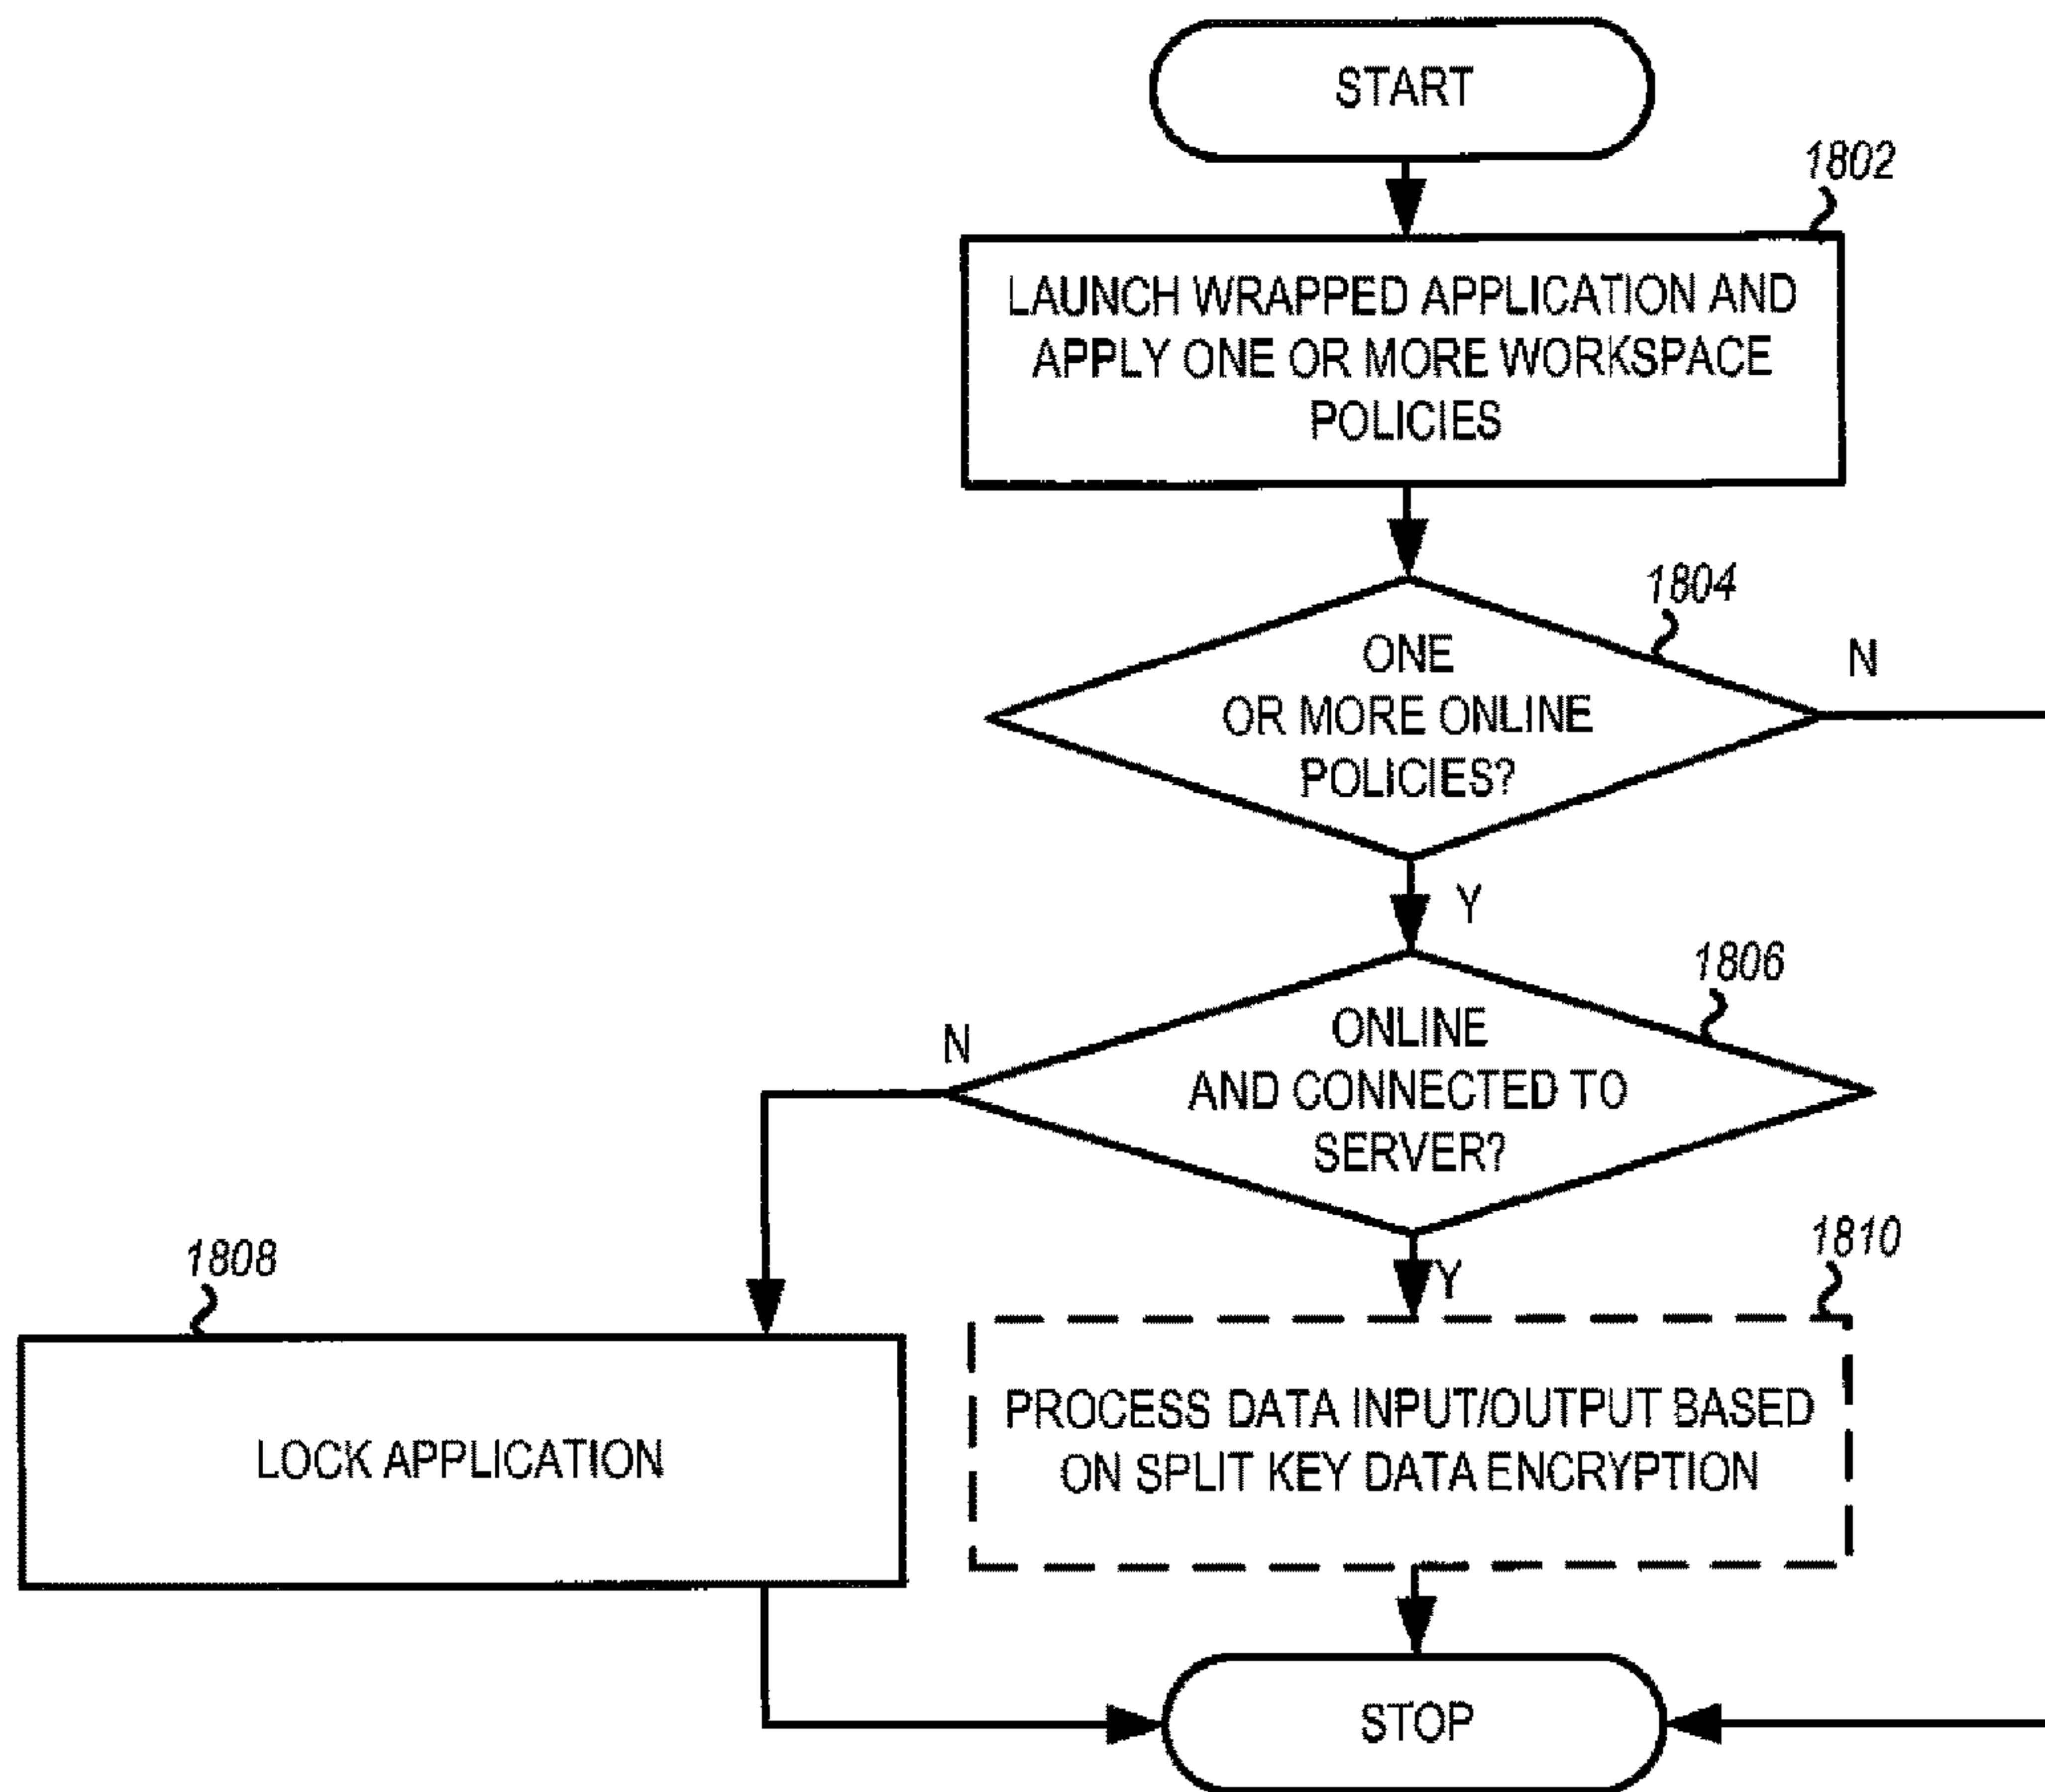 START
1802
LAUNCH WRAPPED APPLICATION AND
APPLY ONE OR MORE WORKSPACE
POLICIES
1804
ONE
OR MORE ONLINE
POLICIES?
N
Y
1806
ONLINE
AND CONNECTED TO
SERVER?
N
Y
1808
LOCK APPLICATION
1810
PROCESS DATA INPUT/OUTPUT BASED
ON SPLIT KEY DATA ENCRYPTION
STOP